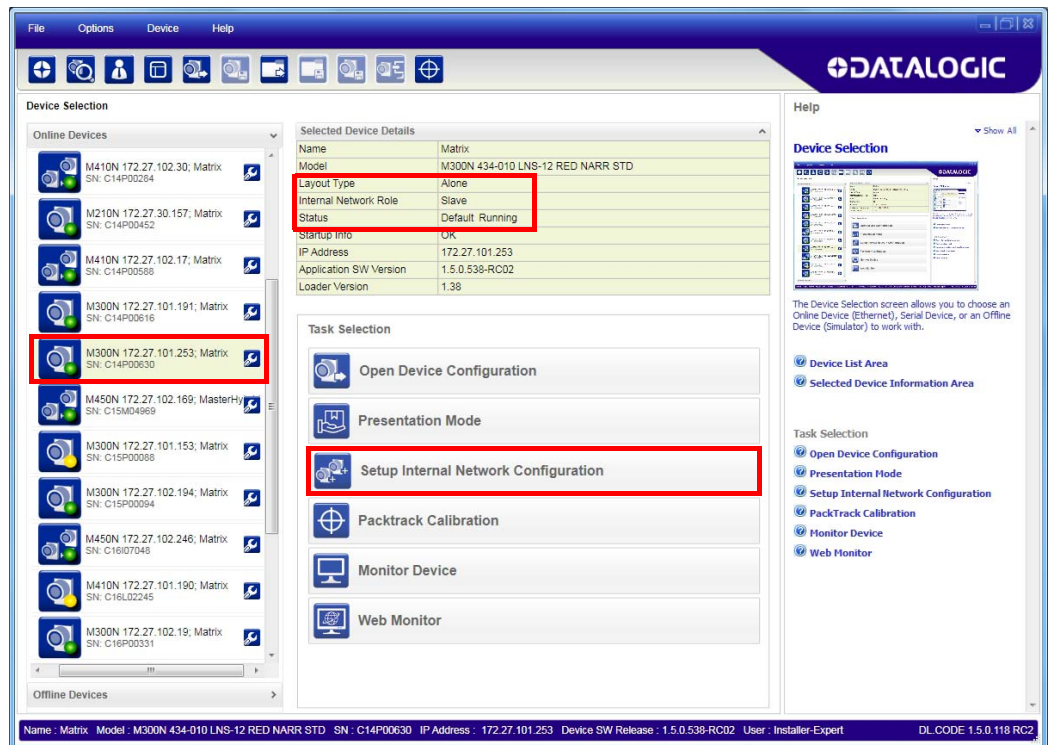 File Options Device Help
DATALOGIC
Device Selection
Online Devices
M410N 172.27.102.30; Matrix
SN: C14P00284
M210N 172.27.30.157; Matrix
SN: C14P00452
M410N 172.27.102.17; Matrix
SN: C14P00588
M300N 172.27.101.191; Matrix
SN: C14P00616
M300N 172.27.101.253; Matrix
SN: C14P00630
M450N 172.27.102.169; MasterHy
SN: C15M04969
M300N 172.27.101.153; Matrix
SN: C15P00088
M300N 172.27.102.194; Matrix
SN: C15P00094
M450N 172.27.102.246; Matrix
SN: C16I07048
M410N 172.27.101.190; Matrix
SN: C16L02245
M300N 172.27.102.19; Matrix
SN: C16P00331
Offline Devices
Selected Device Details
Name Matrix
Model M300N 434-010 LNS-12 RED NARR STD
Layout Type Alone
Internal Network Role Slave
Status Default Running
Startup Info OK
IP Address 172.27.101.253
Application SW Version 1.5.0.538-RC02
Loader Version 1.38
Task Selection
Open Device Configuration
Presentation Mode
Setup Internal Network Configuration
Packtrack Calibration
Monitor Device
Web Monitor
Help
Show All
Device Selection
The Device Selection screen allows you to choose an
Online Device (Ethernet), Serial Device, or an Offline
Device (Simulator) to work with.
Device List Area
Selected Device Information Area
Task Selection
Open Device Configuration
Presentation Mode
Setup Internal Network Configuration
PackTrack Calibration
Monitor Device
Web Monitor
Name : Matrix Model : M300N 434-010 LNS-12 RED NARR STD SN : C14P00630 IP Address : 172.27.101.253 Device SW Release : 1.5.0.538-RC02 User : Installer-Expert DL.CODE 1.5.0.118 RC2